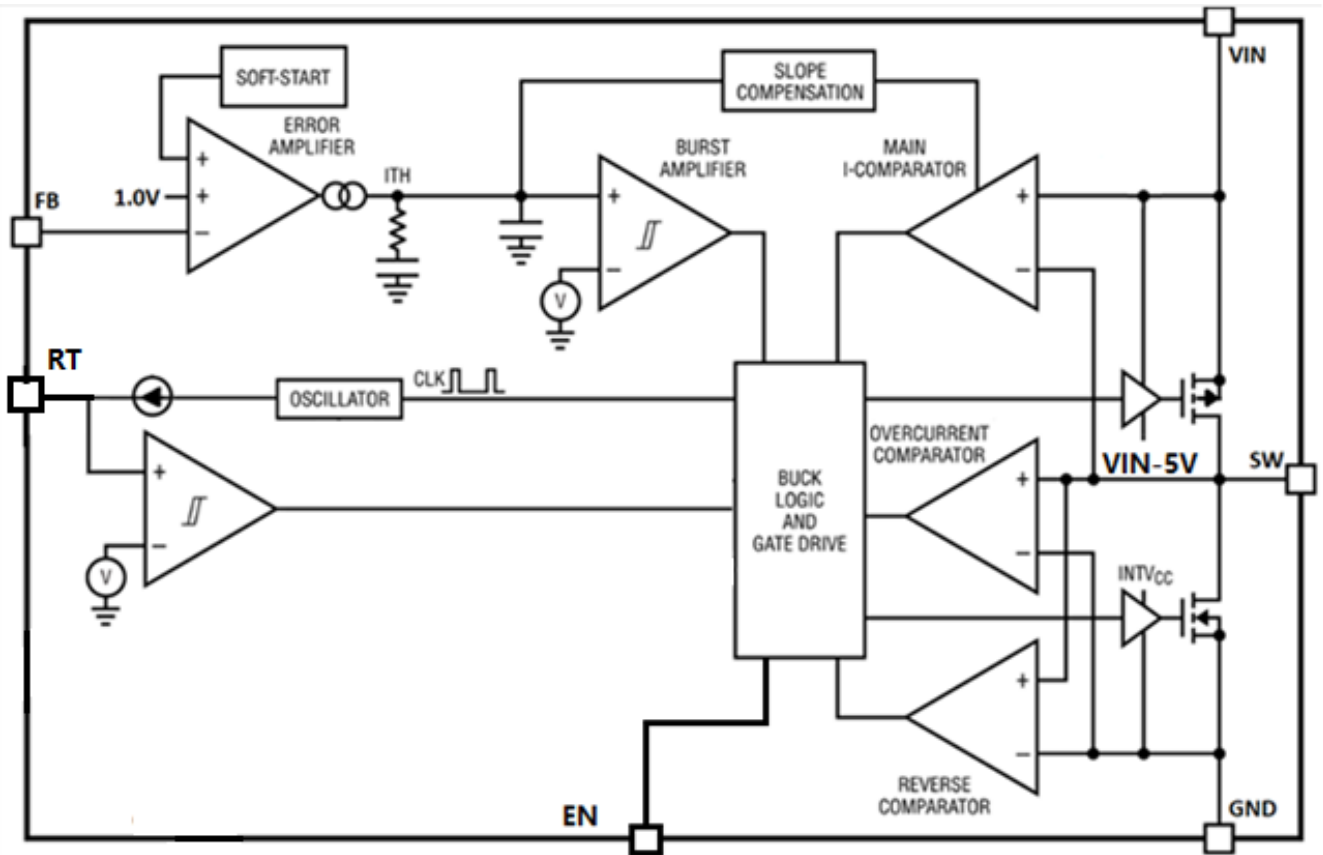 VIN
SOFT-START
SLOPE
COMPENSATION
ERROR
AMPLIFIER
BURST
AMPLIFIER
MAIN
I-COMPARATOR
ITH
FB
1.0V
+
+
−
+
−
V
+
−
RT
CLK
OSCILLATOR
OVERCURRENT
COMPARATOR
VIN-5V
SW
+
−
V
BUCK
LOGIC
AND
GATE DRIVE
+
−
INTVCC
+
−
REVERSE
COMPARATOR
EN
GND